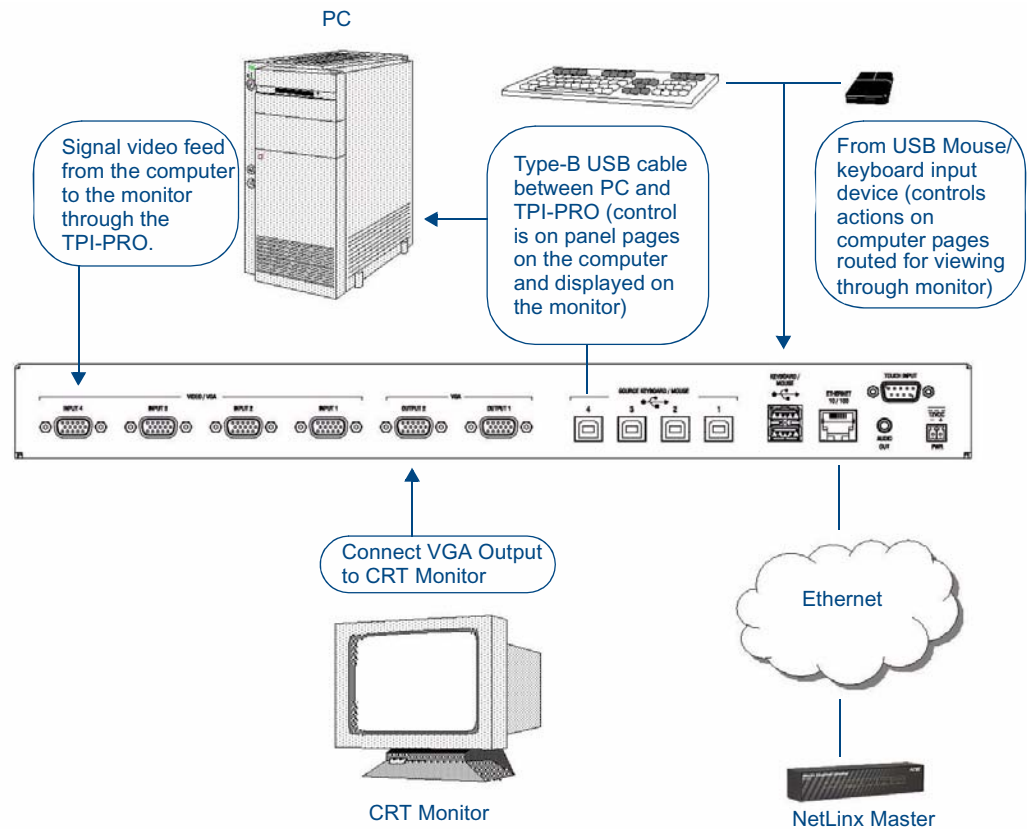 PC
Signal video feed
from the computer
to the monitor
through the
TPI-PRO.
Type-B USB cable
between PC and
TPI-PRO (control
is on panel pages
on the computer
and displayed on
the monitor)
From USB Mouse/
keyboard input
device (controls
actions on
computer pages
routed for viewing
through monitor)
VIDEO / VGA
INPUT 4
INPUT 3
INPUT 2
INPUT 1
VGA
OUTPUT 2
OUTPUT 1
SOURCE KEYBOARD / MOUSE
4
3
2
1
KEYBOARD /
MOUSE
ETHERNET
10 / 100
TOUCH INPUT
AUDIO
OUT
PWR
Connect VGA Output
to CRT Monitor
CRT Monitor
Ethernet
NetLinx Master